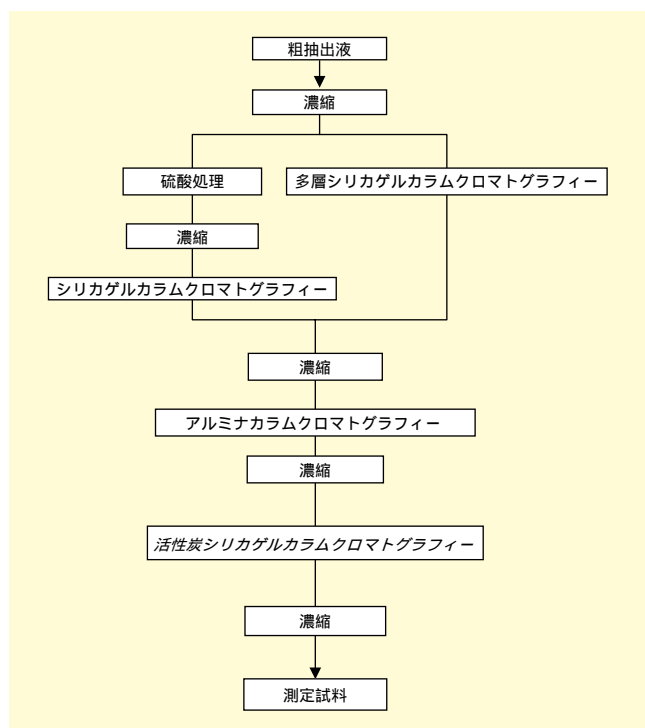 粗抽出液
濃縮
硫酸処理
多層シリカゲルカラムクロマトグラフィー
濃縮
シリカゲルカラムクロマトグラフィー
濃縮
アルミナカラムクロマトグラフィー
濃縮
活性炭シリカゲルカラムクロマトグラフィー
濃縮
測定試料